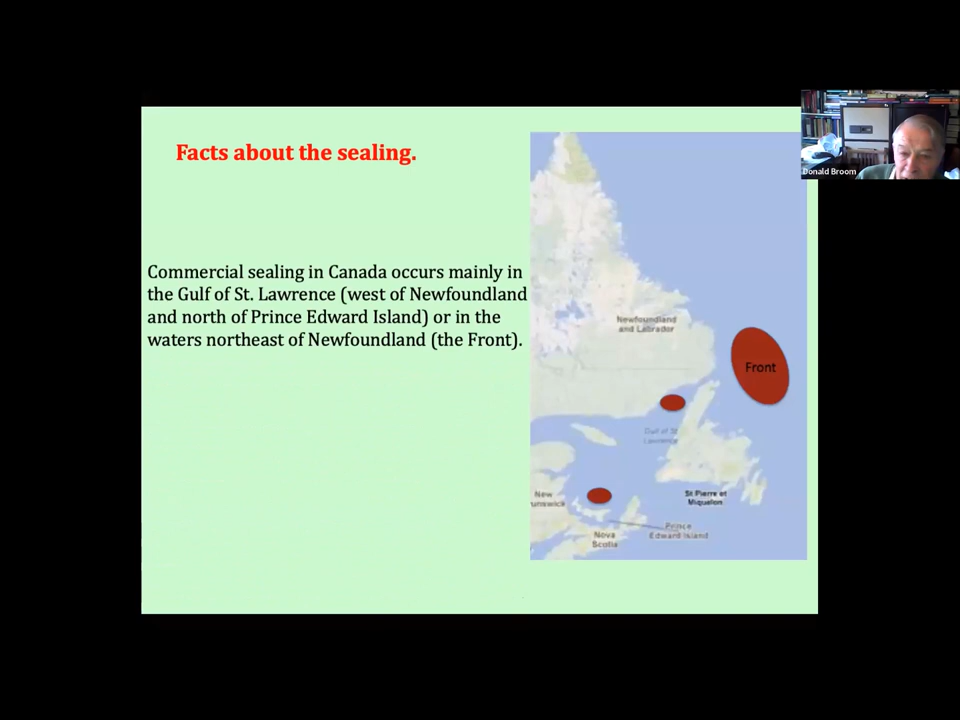 Facts about the sealing.
Donald Broom
Commercial sealing in Canada occurs mainly in
the Gulf of St. Lawrence (west of Newfoundland
and north of Prince Edward Island) or in the
waters northeast of Newfoundland (the Front).
Newfoundland
and Labrador
Front
Gulf of St
Lawrence
New
unswick
St Pierre et
Miquelon
Prince
Edward Island
Nova
Scotia